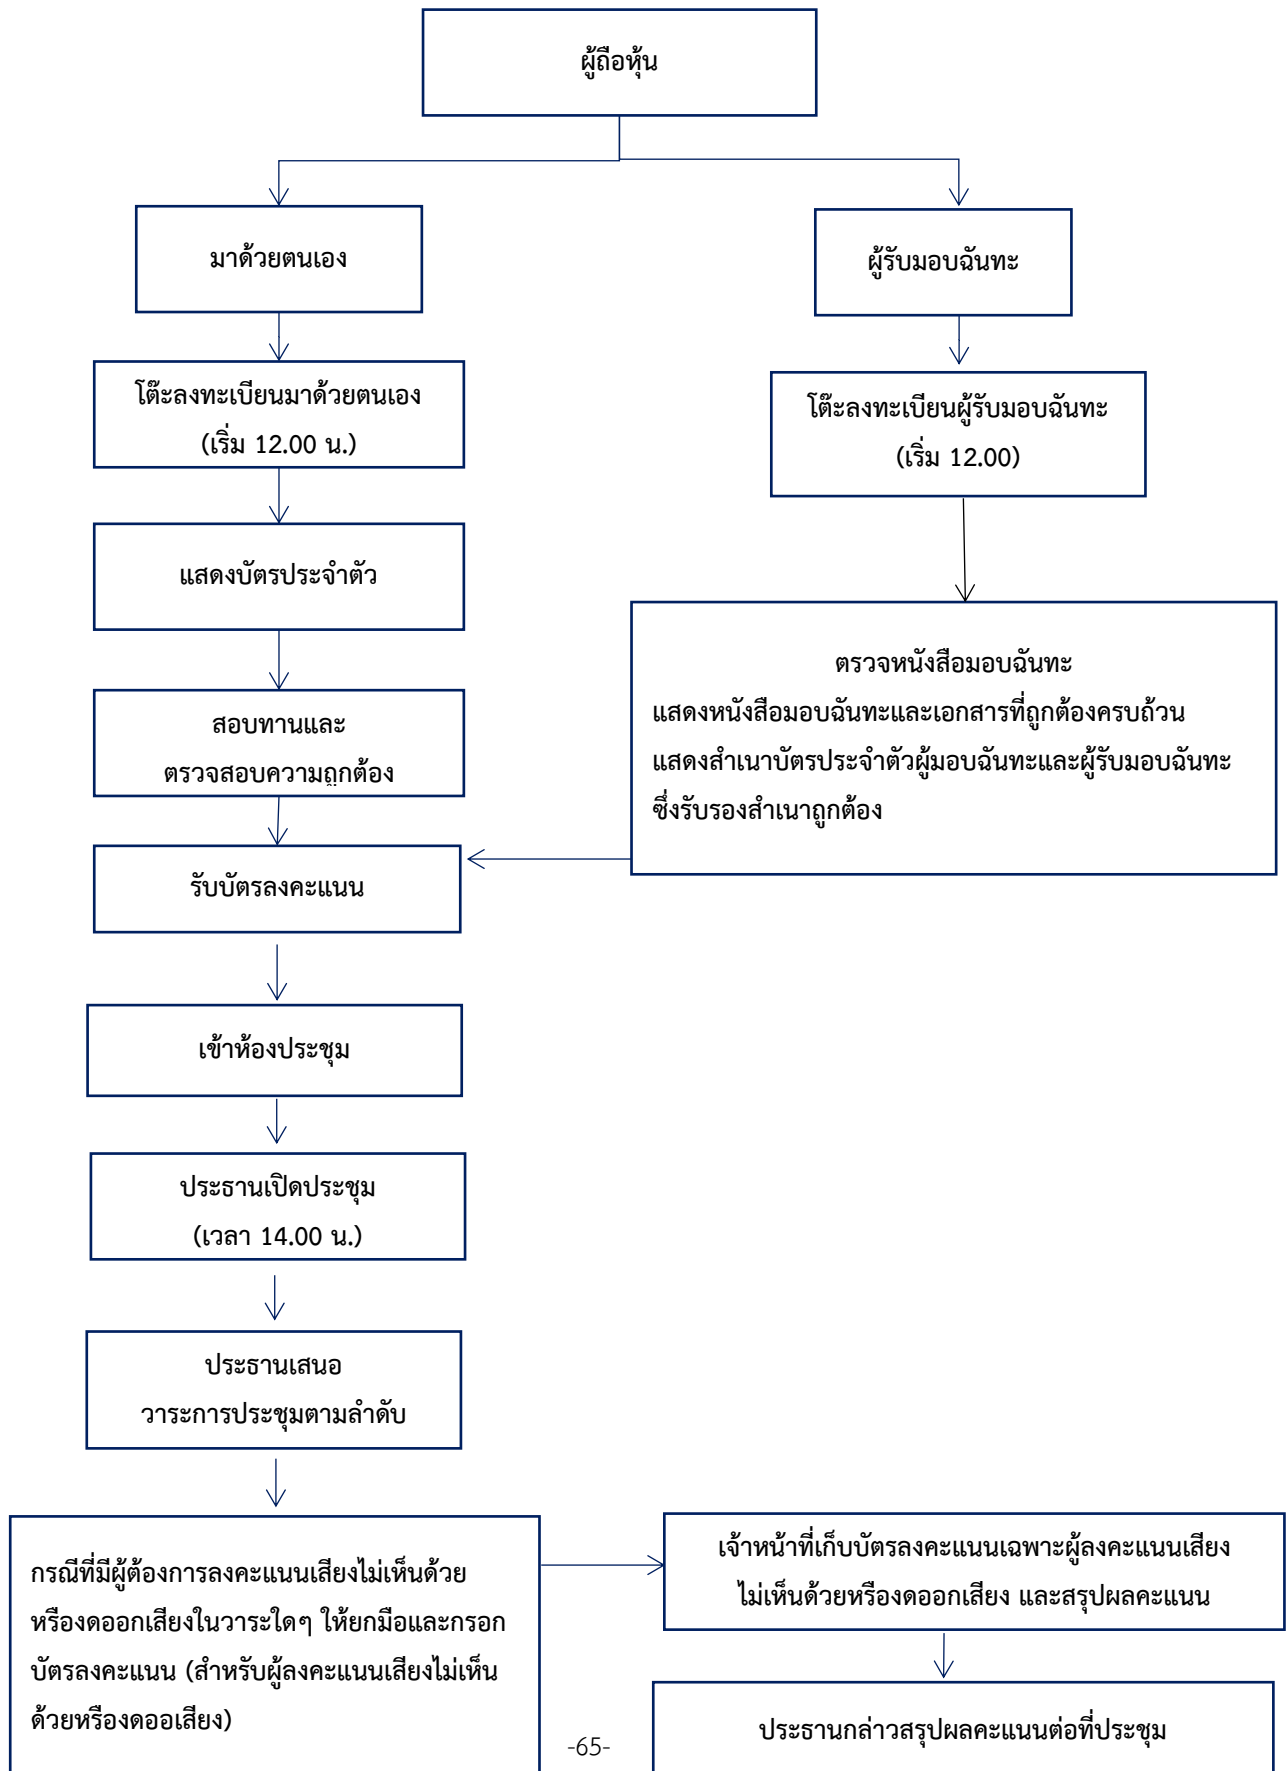 ผู้ถือหุ้น
มาด้วยตนเอง
ผู้รับมอบฉันทะ
โต๊ะลงทะเบียนมาด้วยตนเอง
(เริ่ม 12.00 น.)
โต๊ะลงทะเบียนผู้รับมอบฉันทะ
(เริ่ม 12.00)
แสดงบัตรประจำตัว
สอบทานและ
ตรวจสอบความถูกต้อง
ตรวจหนังสือมอบฉันทะ
แสดงหนังสือมอบฉันทะและเอกสารที่ถูกต้องครบถ้วน
แสดงสำเนาบัตรประจำตัวผู้มอบฉันทะและผู้รับมอบฉันทะ
ซึ่งรับรองสำเนาถูกต้อง
รับบัตรลงคะแนน
เข้าห้องประชุม
ประธานเปิดประชุม
(เวลา 14.00 น.)
ประธานเสนอ
วาระการประชุมตามลำดับ
กรณีที่มีผู้ต้องการลงคะแนนเสียงไม่เห็นด้วย
หรืองดออกเสียงในวาระใดๆ ให้ยกมือและกรอก
บัตรลงคะแนน (สำหรับผู้ลงคะแนนเสียงไม่เห็น
ด้วยหรืองดออเสียง)
เจ้าหน้าที่เก็บบัตรลงคะแนนเฉพาะผู้ลงคะแนนเสียง
ไม่เห็นด้วยหรืองดออกเสียง และสรุปผลคะแนน
ประธานกล่าวสรุปผลคะแนนต่อที่ประชุม
-65-